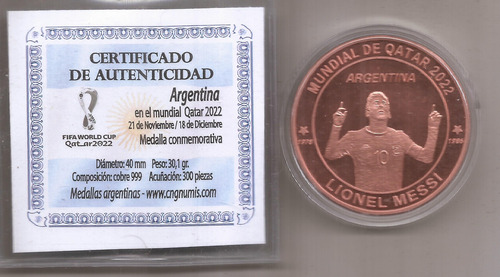 CERTIFICADO
DE AUTENTICIDAD
Argentina
en el mundial Qatar 2022
21 de Noviembre / 18 de Diciembre
Medalla conmemorativa
FIFA WORLD CUP
Qatar2022
Diámetro: 40 mm Peso: 30,1 gr.
Composición: cobre 999 Acuñación: 300 piezas
Medallas argentinas - www.cngnumis.com
MUNDIAL DE QATAR 2022
ARGENTINA
10
1978
1986
LIONEL MESSI